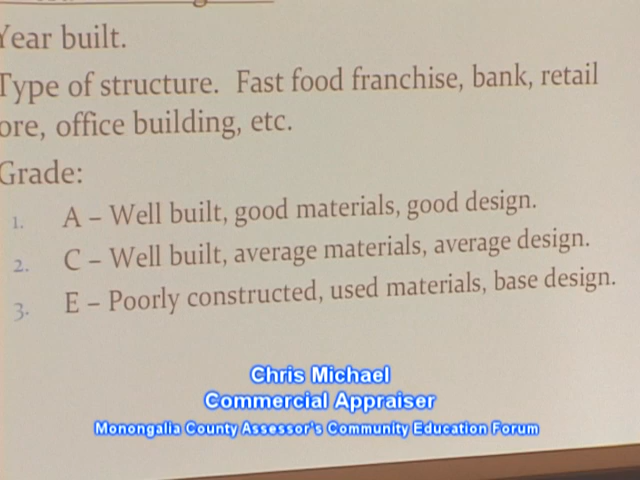 Year built.
Type of structure. Fast food franchise, bank, retail
ore, office building, etc.
Grade:
1. A – Well built, good materials, good design.
2. C – Well built, average materials, average design.
3. E – Poorly constructed, used materials, base design.
Chris Michael
Commercial Appraiser
Monongalia County Assessor's Community Education Forum